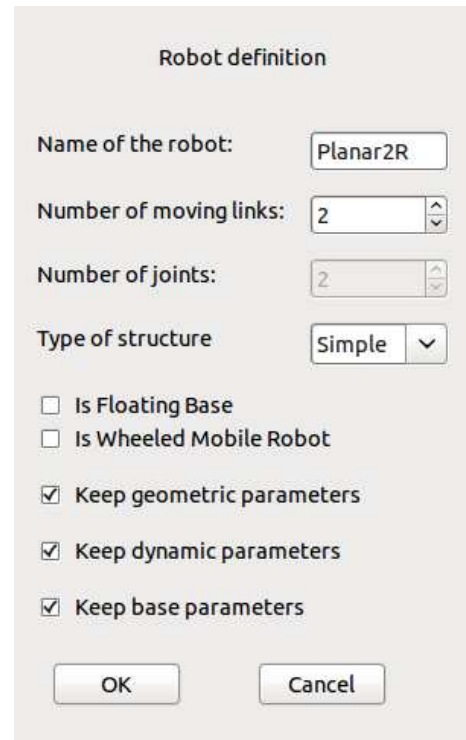 Robot definition
Name of the robot: Planar2R
Number of moving links: 2
Number of joints: 2
Type of structure Simple
Is Floating Base
Is Wheeled Mobile Robot
Keep geometric parameters
Keep dynamic parameters
Keep base parameters
OK Cancel